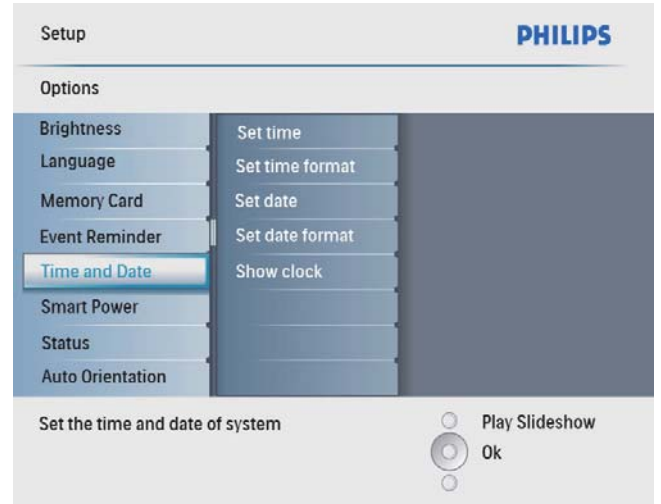 Setup
PHILIPS
Options
Brightness
Language
Memory Card
Event Reminder
Time and Date
Smart Power
Status
Auto Orientation
Set time
Set time format
Set date
Set date format
Show clock
Set the time and date of system
Play Slideshow
Ok